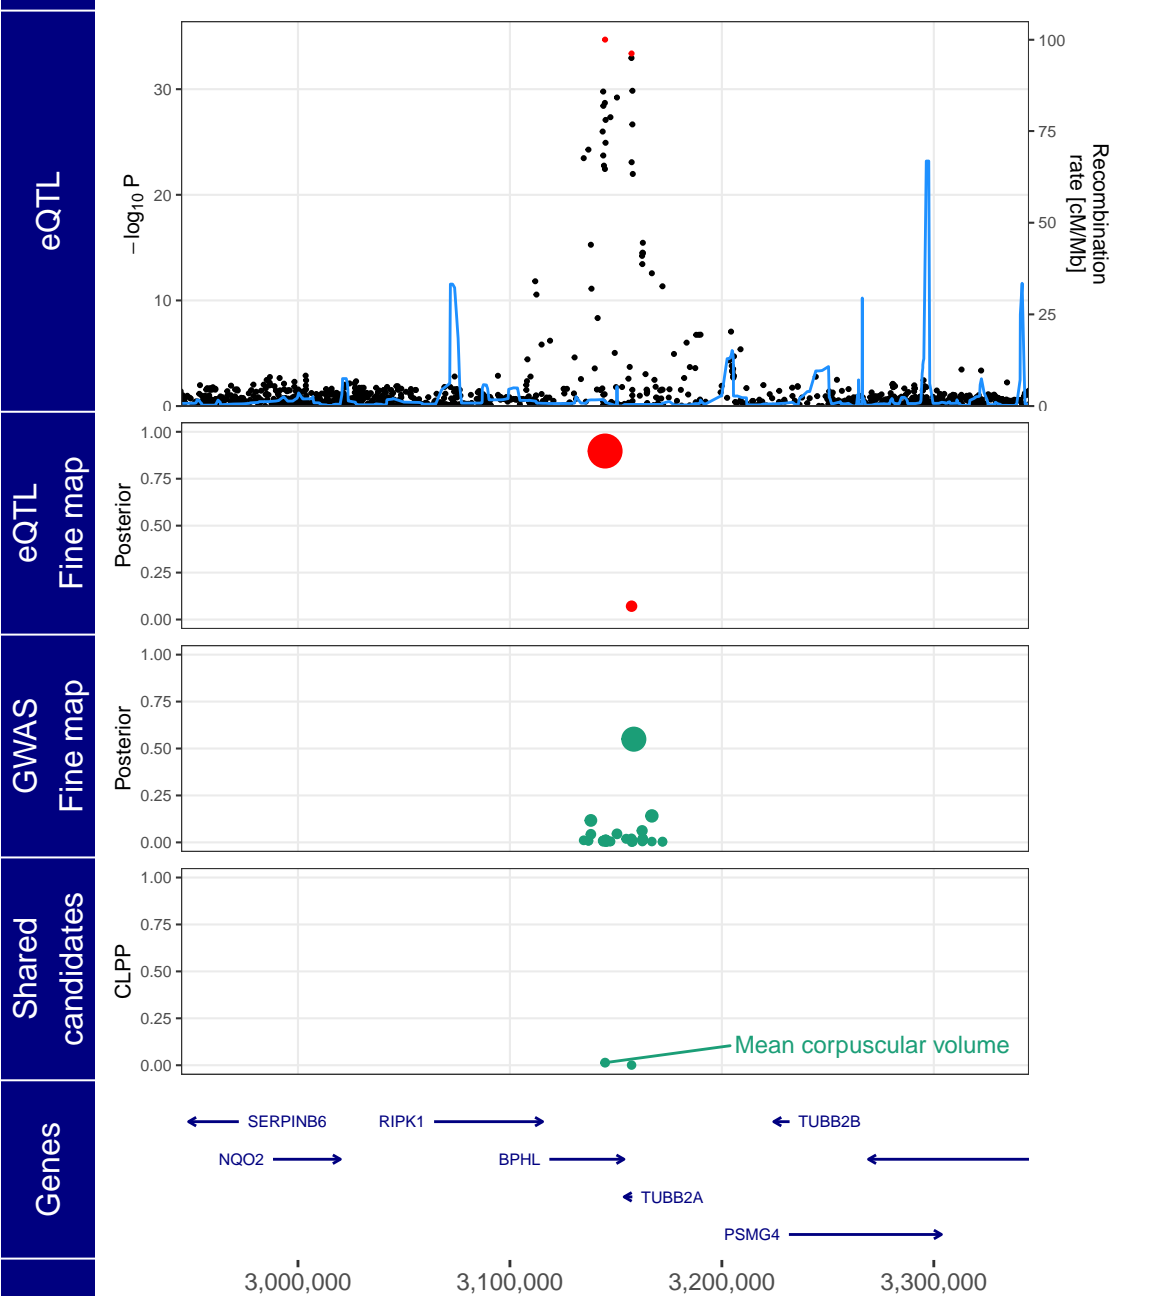 eQTL
−log10 P
30
20
10
0
100
75
50
25
0
Recombination
rate [cM/Mb]
eQTL
Fine map
Posterior
1.00
0.75
0.50
0.25
0.00
GWAS
Fine map
Posterior
1.00
0.75
0.50
0.25
0.00
Shared
candidates
CLPP
1.00
0.75
0.50
0.25
0.00
Mean corpuscular volume
Genes
SERPINB6
RIPK1
TUBB2B
NQO2
BPHL
TUBB2A
PSMG4
3,000,000
3,100,000
3,200,000
3,300,000